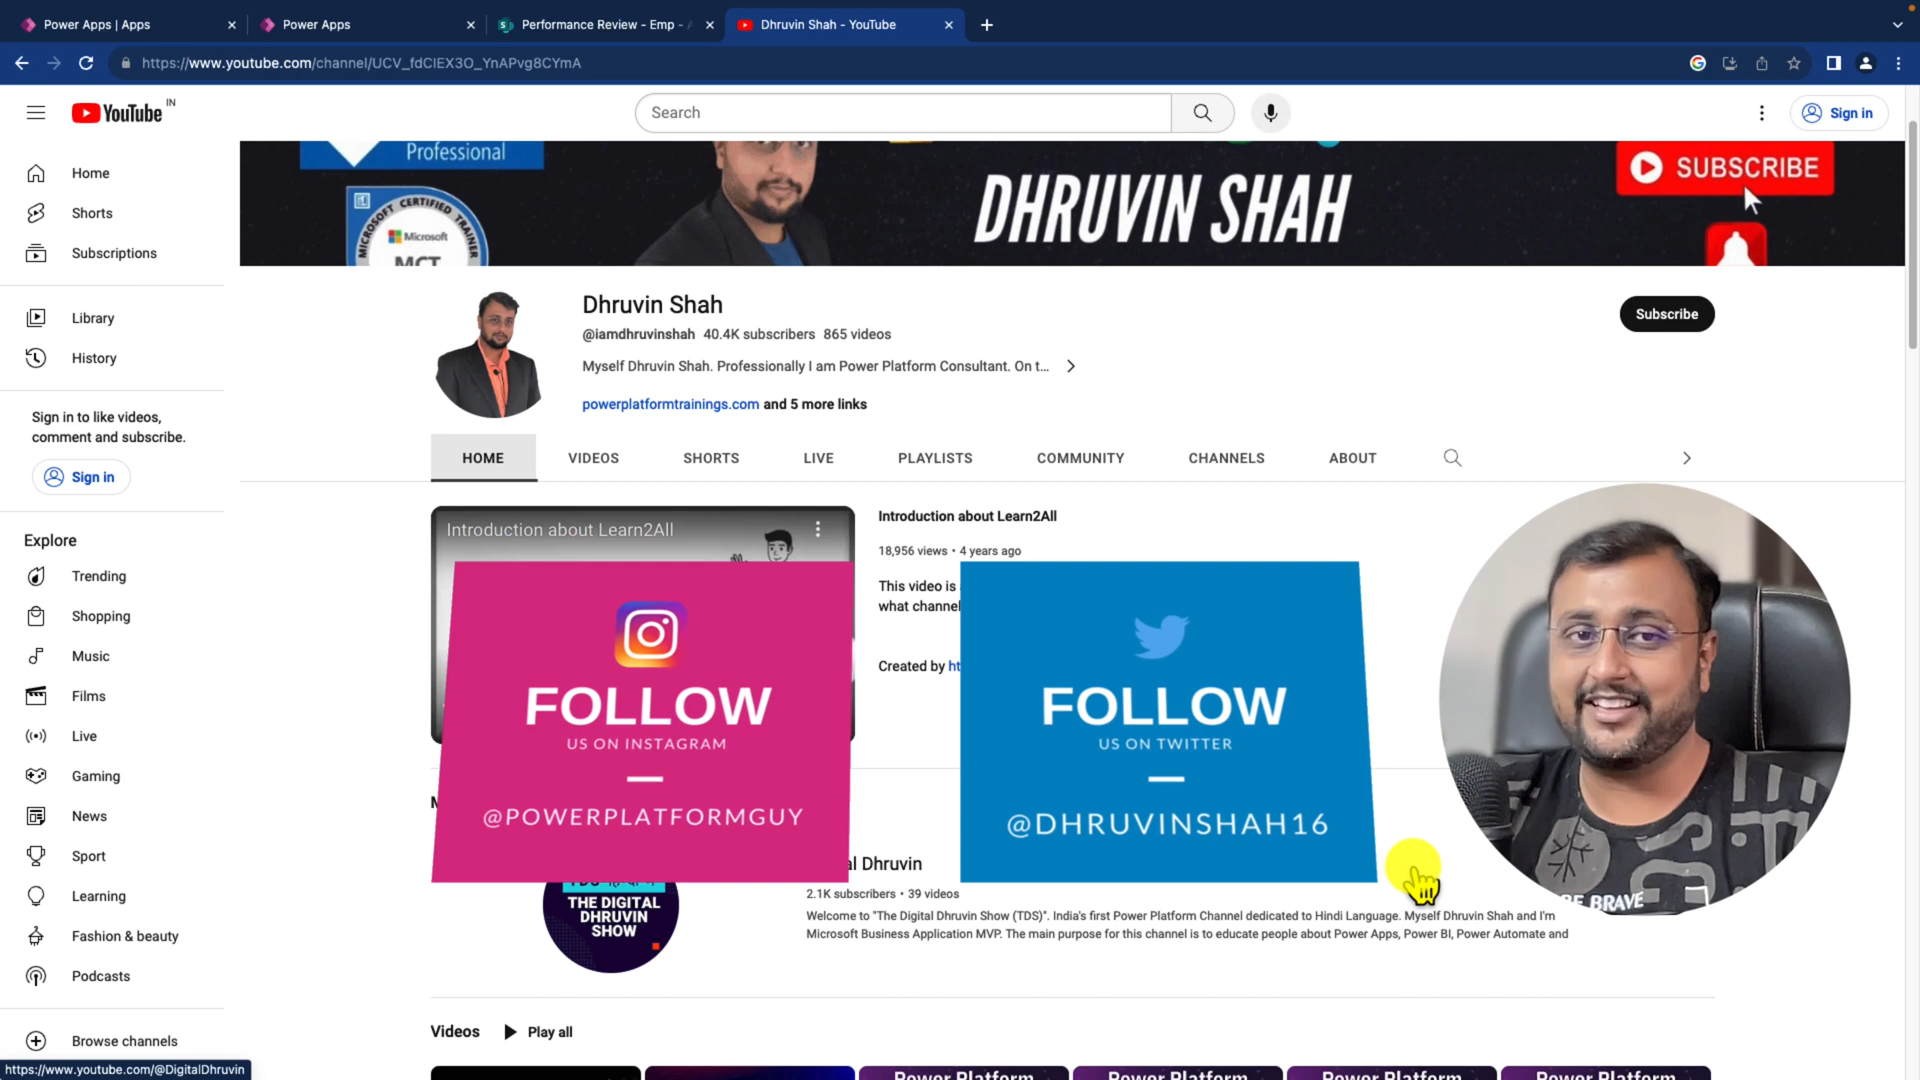 Power Apps | Apps
Power Apps
Performance Review - Emp -
Dhruvin Shah - YouTube
https://www.youtube.com/channel/UCV_fdClEX3O_YnAPvg8CYmA
YouTube IN
Search
Sign in
Home
Shorts
Subscriptions
Library
History
Sign in to like videos,
comment and subscribe.
Sign in
Explore
Trending
Shopping
Music
Films
Live
Gaming
News
Sport
Learning
Fashion & beauty
Podcasts
Browse channels
https://www.youtube.com/@DigitalDhruvin
Professional
MICROSOFT CERTIFIED TRAINER
Microsoft
MCT
DHRUVIN SHAH
SUBSCRIBE
Dhruvin Shah
@iamdhruvinshah 40.4K subscribers 865 videos
Myself Dhruvin Shah. Professionally I am Power Platform Consultant. On t...
powerplatformtrainings.com and 5 more links
Subscribe
HOME VIDEOS SHORTS LIVE PLAYLISTS COMMUNITY CHANNELS ABOUT
Introduction about Learn2All
Introduction about Learn2All
18,956 views • 4 years ago
This video is
what channel
Created by ht
FOLLOW
US ON INSTAGRAM
@POWERPLATFORMGUY
FOLLOW
US ON TWITTER
@DHRUVINSHAH16
BE BRAVE
al Dhruvin
2.1K subscribers • 39 videos
Welcome to "The Digital Dhruvin Show (TDS)". India's first Power Platform Channel dedicated to Hindi Language. Myself Dhruvin Shah and I'm
Microsoft Business Application MVP. The main purpose for this channel is to educate people about Power Apps, Power BI, Power Automate and
THE DIGITAL
DHRUVIN
SHOW
Videos Play all
Power Platform
Power Platform
Power Platform
Power Platform